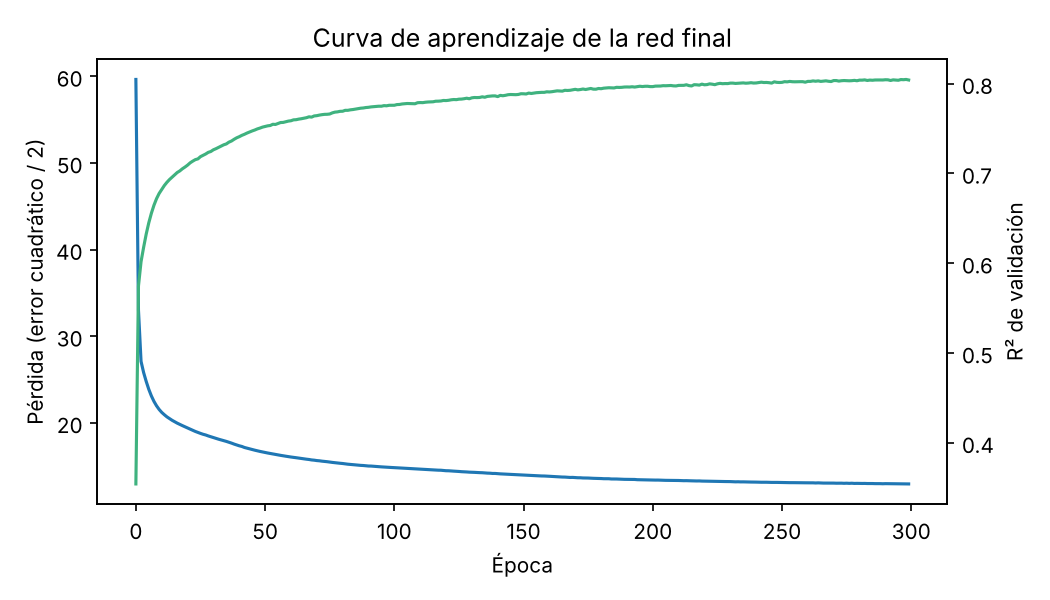 Curva de aprendizaje de la red final
Pérdida (error cuadrático / 2)
60
50
40
30
20
0.8
0.7
0.6
0.5
0.4
R² de validación
0 50 100 150 200 250 300
Época